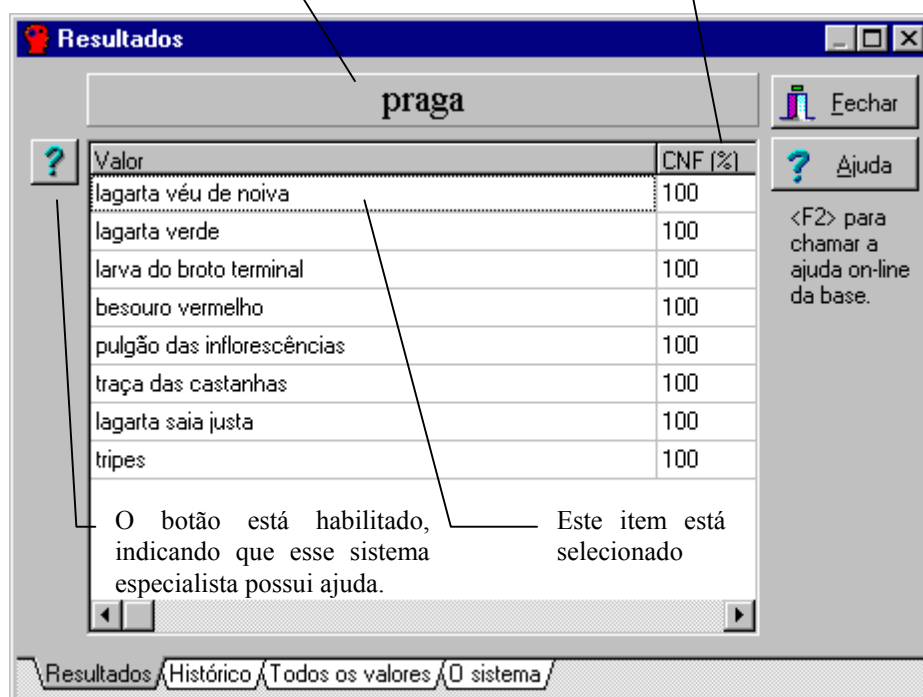 Resultados
praga
Fechar
?
Valor CNF (%)
? Ajuda
lagarta véu de noiva 100
lagarta verde 100
larva do broto terminal 100
besouro vermelho 100
pulgão das inflorescências 100
traça das castanhas 100
lagarta saia justa 100
tripes 100
<F2> para
chamar a
ajuda on-line
da base.
O botão está habilitado,
indicando que esse sistema
especialista possui ajuda.
Este item está
selecionado
Resultados Histórico Todos os valores O sistema